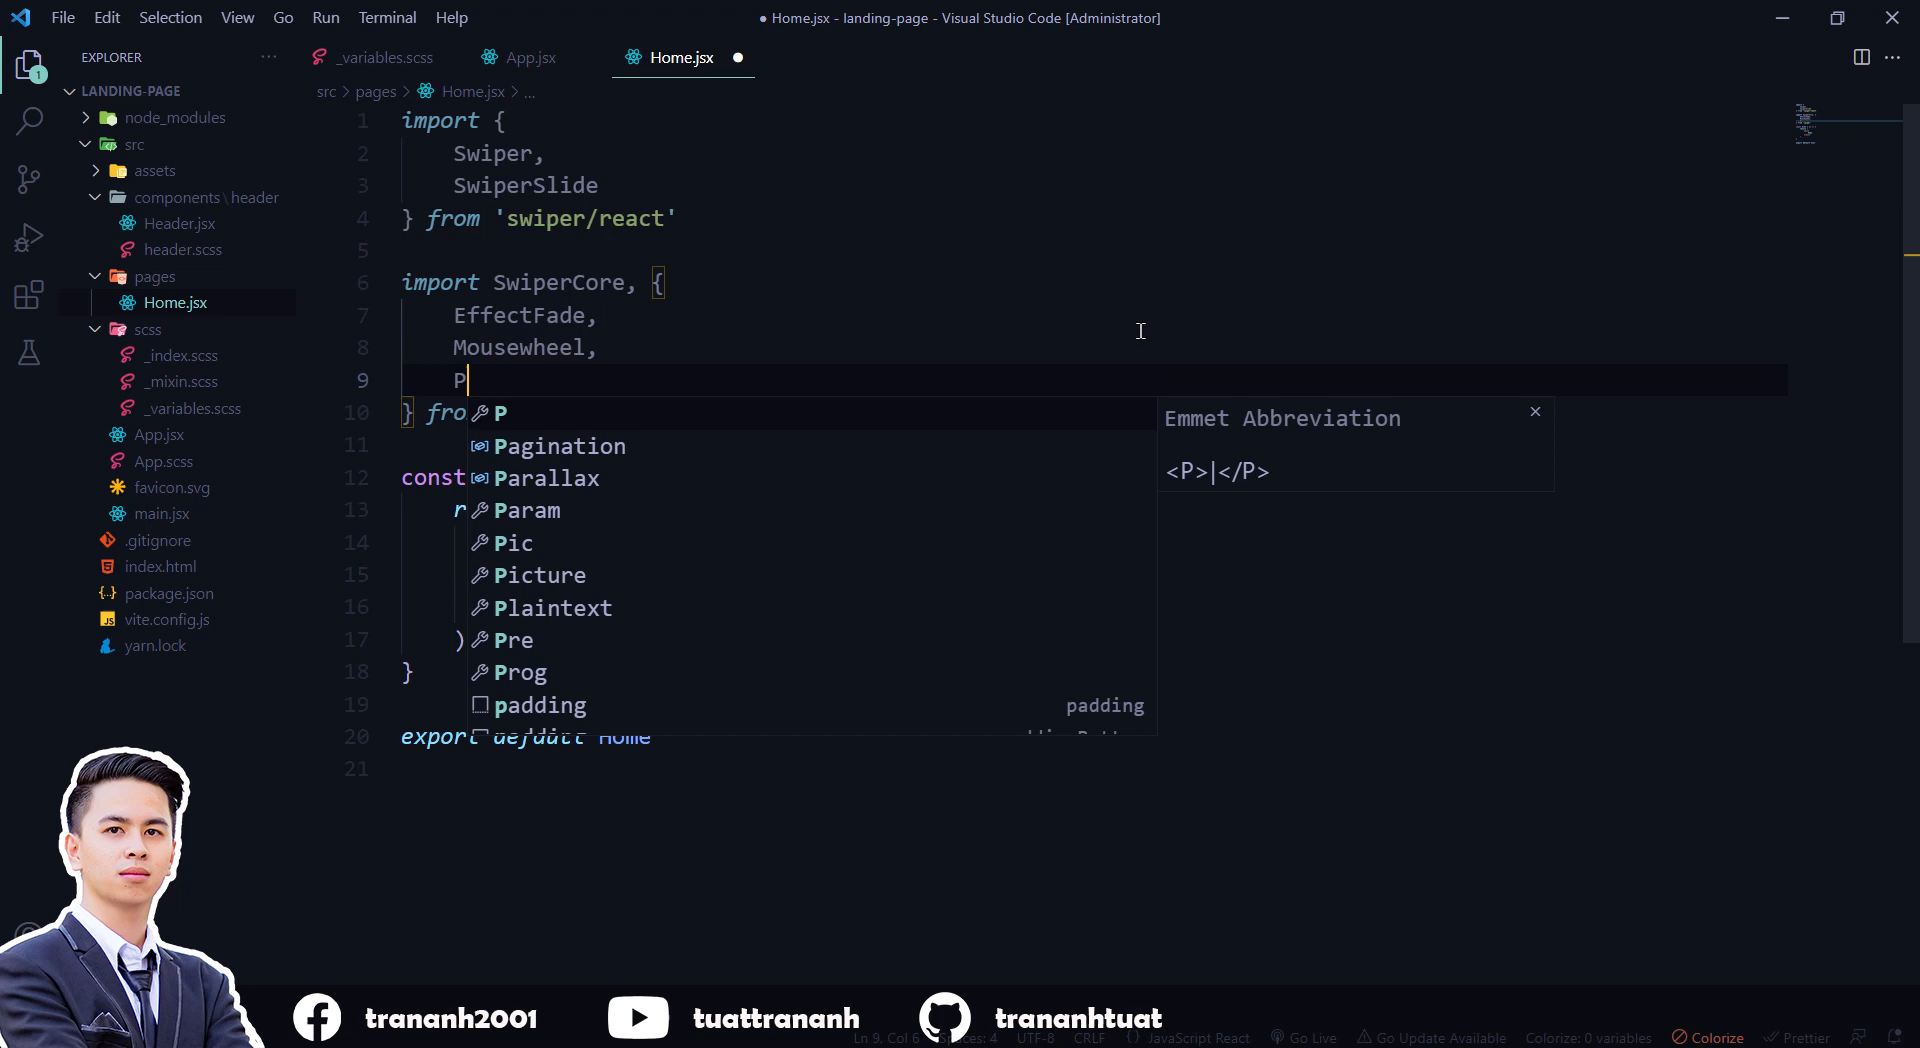 File Edit Selection View Go Run Terminal Help
● Home.jsx - landing-page - Visual Studio Code [Administrator]
EXPLORER
_variables.scss
App.jsx
Home.jsx
LANDING-PAGE
node_modules
src
assets
components\header
Header.jsx
header.scss
pages
Home.jsx
scss
_index.scss
_mixin.scss
_variables.scss
App.jsx
App.scss
favicon.svg
main.jsx
.gitignore
index.html
package.json
vite.config.js
yarn.lock
1
src > pages > Home.jsx > ...
1 import {
2 Swiper,
3 SwiperSlide
4 } from 'swiper/react'
5
6 import SwiperCore, {
7 EffectFade,
8 Mousewheel,
9 P
10 } fro
11
12 const
13 r
14
15
16
17 )
18 }
19
20 export default Home
21
P
Pagination
Parallax
Param
Pic
Picture
Plaintext
Pre
Prog
padding padding
Emmet Abbreviation
<P>|</P>
trananh2001
tuattrananh
trananhtuat
Ln 9, Col 6 Spaces: 4 UTF-8 CRLF {} JavaScript React Go Live Go Update Available Colorize: 0 variables Colorize Prettier